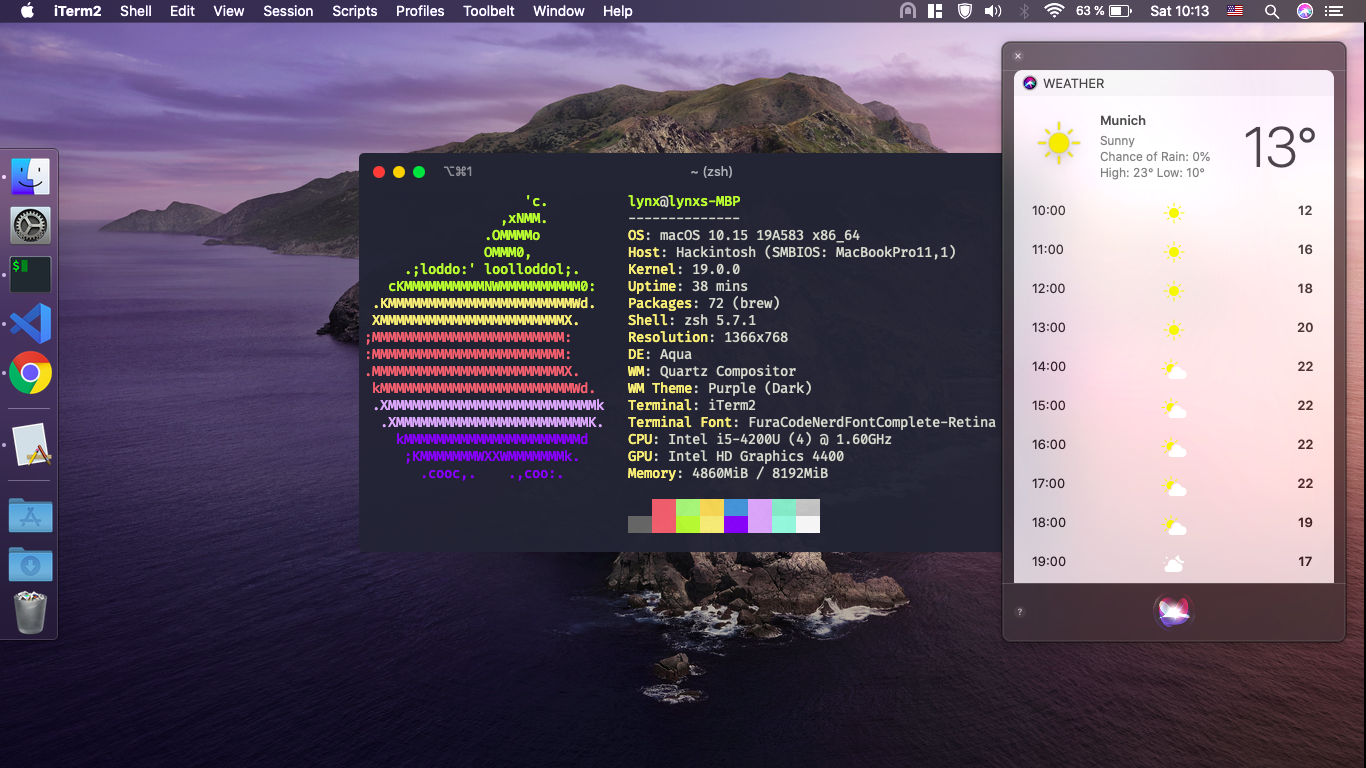 iTerm2 Shell Edit View Session Scripts Profiles Toolbelt Window Help 63 % Sat 10:13
⌥⌘1 ~ (zsh)
'c.
,xNMM.
.OMMMMo
OMMM0,
.;loddo:' loolloddol;.
cKMMMMMMMMMMNWMMMMMMMMMM0:
.KMMMMMMMMMMMMMMMMMMMMMMMWd.
XMMMMMMMMMMMMMMMMMMMMMMMX.
;MMMMMMMMMMMMMMMMMMMMMMMM:
:MMMMMMMMMMMMMMMMMMMMMMMM:
.MMMMMMMMMMMMMMMMMMMMMMMMX.
kMMMMMMMMMMMMMMMMMMMMMMMMWd.
.XMMMMMMMMMMMMMMMMMMMMMMMMMMk
.XMMMMMMMMMMMMMMMMMMMMMMMMK.
kMMMMMMMMMMMMMMMMMMMMMMd
;KMMMMMMMWXXWMMMMMMMk.
.cooc,. .,coo:.
lynx@lynxs-MBP
--------------
OS: macOS 10.15 19A583 x86_64
Host: Hackintosh (SMBIOS: MacBookPro11,1)
Kernel: 19.0.0
Uptime: 38 mins
Packages: 72 (brew)
Shell: zsh 5.7.1
Resolution: 1366x768
DE: Aqua
WM: Quartz Compositor
WM Theme: Purple (Dark)
Terminal: iTerm2
Terminal Font: FuraCodeNerdFontComplete-Retina
CPU: Intel i5-4200U (4) @ 1.60GHz
GPU: Intel HD Graphics 4400
Memory: 4860MiB / 8192MiB
WEATHER
Munich
Sunny
Chance of Rain: 0%
High: 23° Low: 10°
13°
10:00 12
11:00 16
12:00 18
13:00 20
14:00 22
15:00 22
16:00 22
17:00 22
18:00 19
19:00 17
?
$